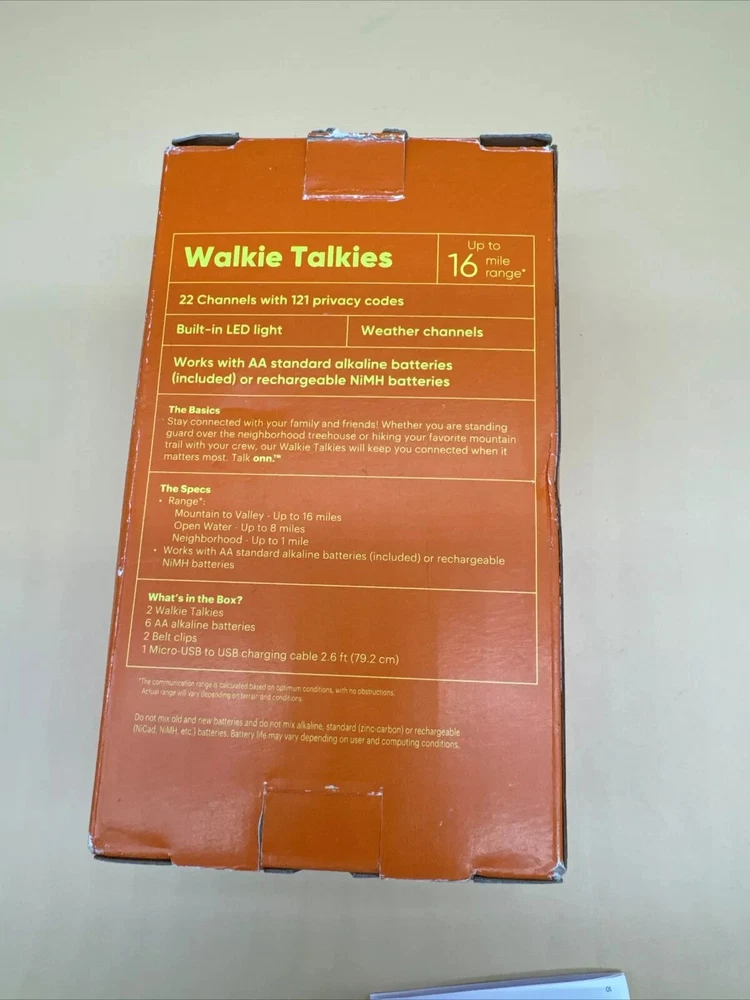 Walkie Talkies
Up to
16 mile
range*
22 Channels with 121 privacy codes
Built-in LED light
Weather channels
Works with AA standard alkaline batteries
(included) or rechargeable NiMH batteries
The Basics
Stay connected with your family and friends! Whether you are standing
guard over the neighborhood treehouse or hiking your favorite mountain
trail with your crew, our Walkie Talkies will keep you connected when it
matters most. Talk onn.™
The Specs
• Range*:
Mountain to Valley - Up to 16 miles
Open Water - Up to 8 miles
Neighborhood - Up to 1 mile
• Works with AA standard alkaline batteries (included) or rechargeable
NiMH batteries
What's in the Box?
2 Walkie Talkies
6 AA alkaline batteries
2 Belt clips
1 Micro-USB to USB charging cable 2.6 ft (79.2 cm)
*The communication range is calculated based on optimum conditions, with no obstructions.
Actual range will vary depending on terrain and conditions.
Do not mix old and new batteries and do not mix alkaline, standard (zinc-carbon) or rechargeable
(NiCad, NiMH, etc.) batteries. Battery life may vary depending on user and computing conditions.